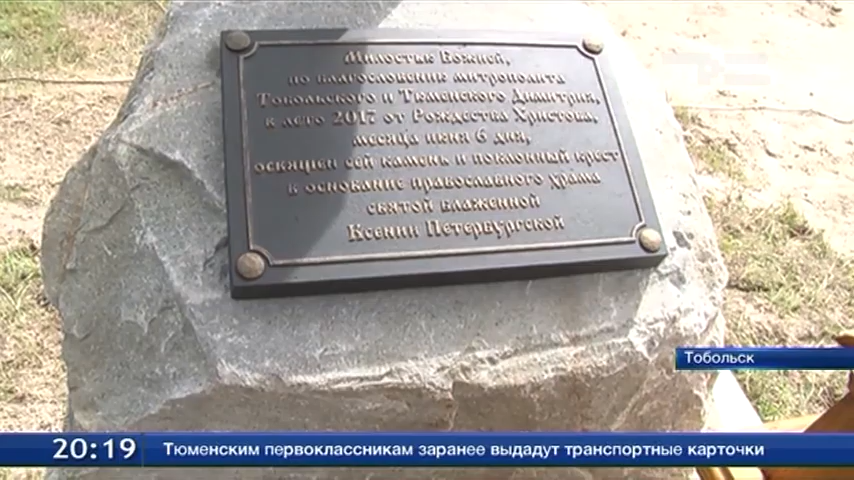 Милостью Божией,
по благословению митрополита
Тобольского и Тюменского Димитрия,
в лето 2017 от Рождества Христова,
месяца июня 6 дня,
освящен сей камень и поклонный крест
в основание православного храма
святой блаженной
Ксении Петербургской
Тобольск
20:19 Тюменским первоклассникам заранее выдадут транспортные карточки